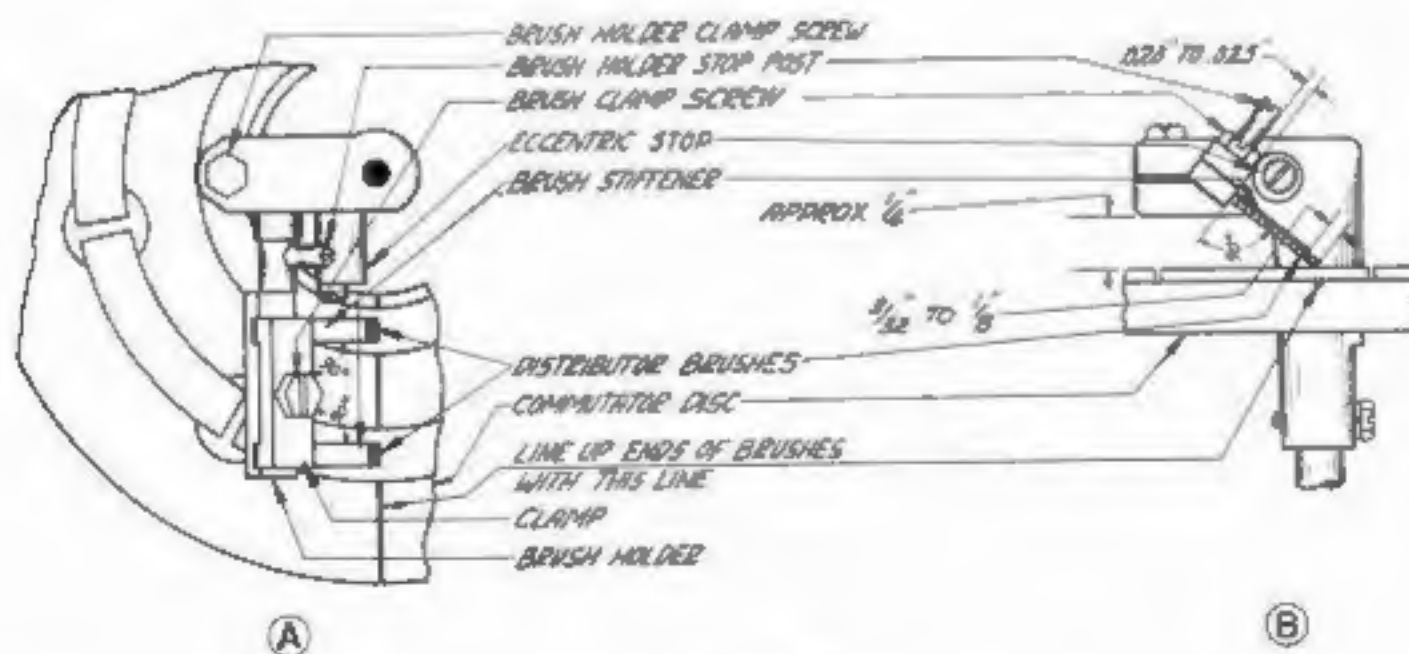 BRUSH HOLDER CLAMP SCREW
BRUSH HOLDER STOP POST
BRUSH CLAMP SCREW
ECCENTRIC STOP
BRUSH STIFFENER
.020" TO .025"
APPROX 1/4"
3/32" TO 1/8"
DISTRIBUTOR BRUSHES
COMMUTATOR DISC
LINE UP ENDS OF BRUSHES
WITH THIS LINE
CLAMP
BRUSH HOLDER
A
B